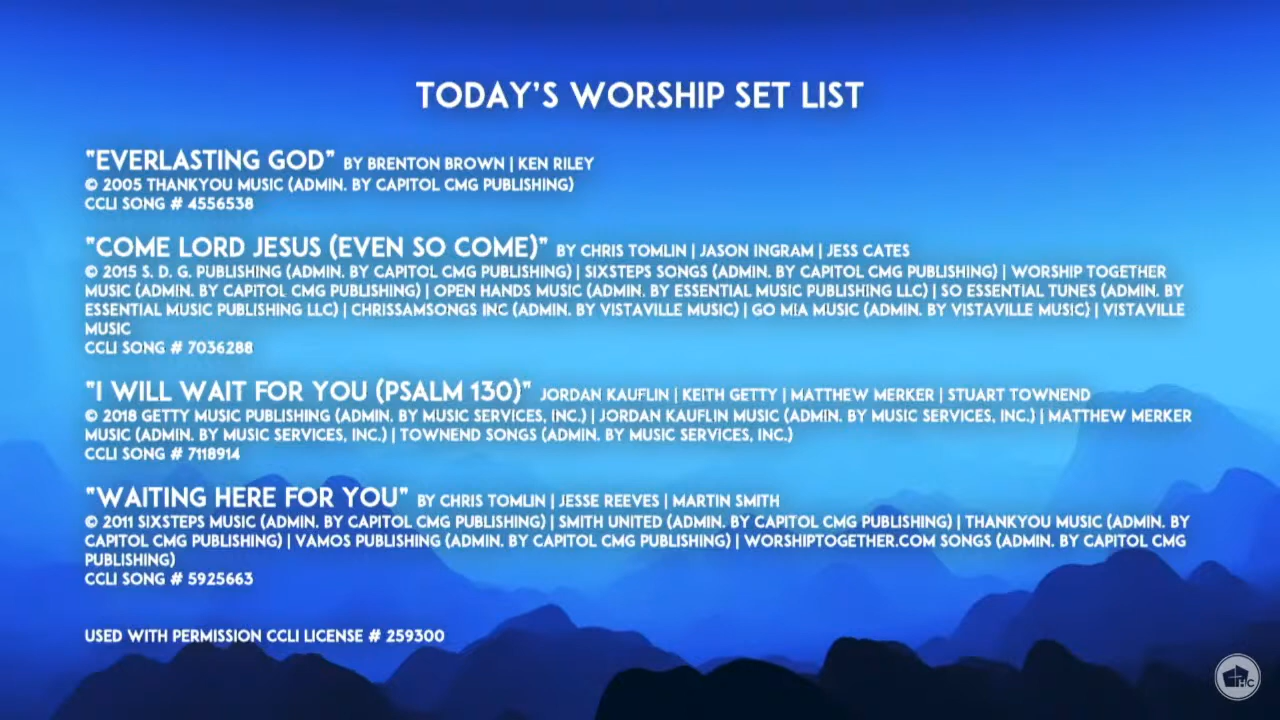 TODAY'S WORSHIP SET LIST
"EVERLASTING GOD" BY BRENTON BROWN | KEN RILEY
© 2005 THANKYOU MUSIC (ADMIN. BY CAPITOL CMG PUBLISHING)
CCLI SONG # 4556538
"COME LORD JESUS (EVEN SO COME)" BY CHRIS TOMLIN | JASON INGRAM | JESS CATES
© 2015 S. D. G. PUBLISHING (ADMIN. BY CAPITOL CMG PUBLISHING) | SIXSTEPS SONGS (ADMIN. BY CAPITOL CMG PUBLISHING) | WORSHIP TOGETHER
MUSIC (ADMIN. BY CAPITOL CMG PUBLISHING) | OPEN HANDS MUSIC (ADMIN. BY ESSENTIAL MUSIC PUBLISHING LLC) | SO ESSENTIAL TUNES (ADMIN. BY
ESSENTIAL MUSIC PUBLISHING LLC) | CHRISSAMSONGS INC (ADMIN. BY VISTAVILLE MUSIC) | GO MIA MUSIC (ADMIN. BY VISTAVILLE MUSIC) | VISTAVILLE
MUSIC
CCLI SONG # 7036288
"I WILL WAIT FOR YOU (PSALM 130)" JORDAN KAUFLIN | KEITH GETTY | MATTHEW MERKER | STUART TOWNEND
© 2018 GETTY MUSIC PUBLISHING (ADMIN. BY MUSIC SERVICES, INC.) | JORDAN KAUFLIN MUSIC (ADMIN. BY MUSIC SERVICES, INC.) | MATTHEW MERKER
MUSIC (ADMIN. BY MUSIC SERVICES, INC.) | TOWNEND SONGS (ADMIN. BY MUSIC SERVICES, INC.)
CCLI SONG # 7118914
"WAITING HERE FOR YOU" BY CHRIS TOMLIN | JESSE REEVES | MARTIN SMITH
© 2011 SIXSTEPS MUSIC (ADMIN. BY CAPITOL CMG PUBLISHING) | SMITH UNITED (ADMIN. BY CAPITOL CMG PUBLISHING) | THANKYOU MUSIC (ADMIN. BY
CAPITOL CMG PUBLISHING) | VAMOS PUBLISHING (ADMIN. BY CAPITOL CMG PUBLISHING) | WORSHIPTOGETHER.COM SONGS (ADMIN. BY CAPITOL CMG
PUBLISHING)
CCLI SONG # 5925663
USED WITH PERMISSION CCLI LICENSE # 259300
HC